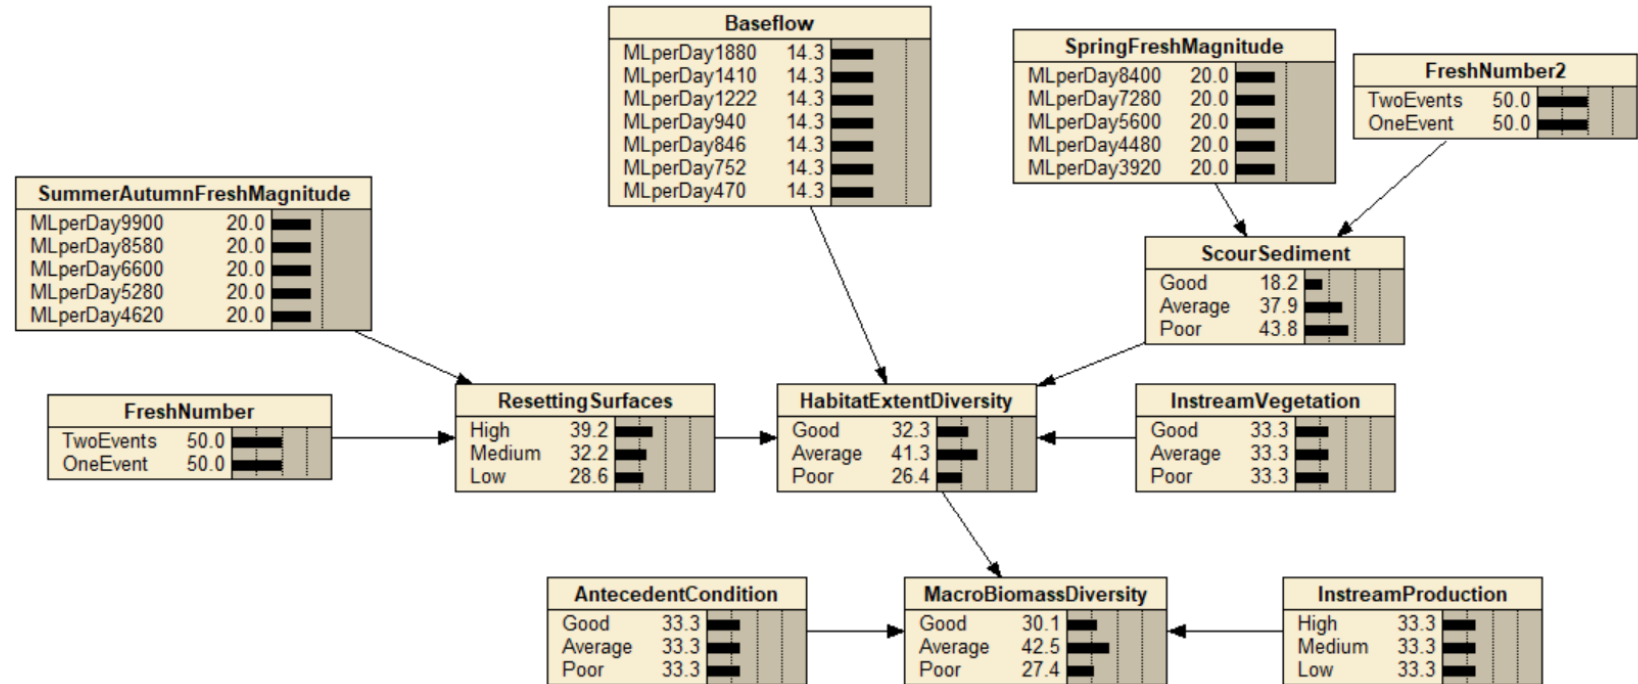 Baseflow
MLperDay1880 14.3
MLperDay1410 14.3
MLperDay1222 14.3
MLperDay940 14.3
MLperDay846 14.3
MLperDay752 14.3
MLperDay470 14.3
SpringFreshMagnitude
MLperDay8400 20.0
MLperDay7280 20.0
MLperDay5600 20.0
MLperDay4480 20.0
MLperDay3920 20.0
FreshNumber2
TwoEvents 50.0
OneEvent 50.0
SummerAutumnFreshMagnitude
MLperDay9900 20.0
MLperDay8580 20.0
MLperDay6600 20.0
MLperDay5280 20.0
MLperDay4620 20.0
ScourSediment
Good 18.2
Average 37.9
Poor 43.8
FreshNumber
TwoEvents 50.0
OneEvent 50.0
ResettingSurfaces
High 39.2
Medium 32.2
Low 28.6
HabitatExtentDiversity
Good 32.3
Average 41.3
Poor 26.4
InstreamVegetation
Good 33.3
Average 33.3
Poor 33.3
AntecedentCondition
Good 33.3
Average 33.3
Poor 33.3
MacroBiomassDiversity
Good 30.1
Average 42.5
Poor 27.4
InstreamProduction
High 33.3
Medium 33.3
Low 33.3